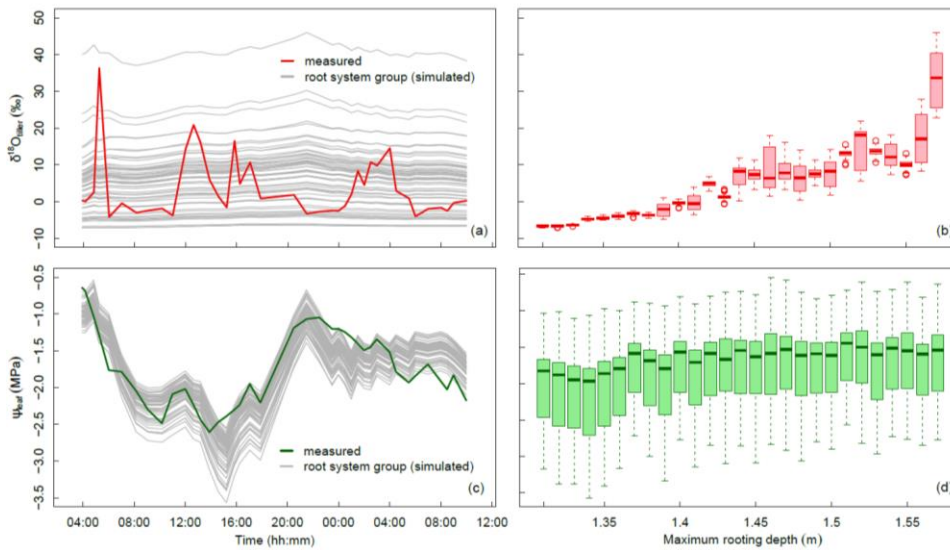 50
40
30
20
10
0
−10
δ¹⁸Otiller (‰)
measured
root system group (simulated)
(a)
(b)
−0.5
−1.0
−1.5
−2.0
−2.5
−3.0
−3.5
ψleaf (MPa)
measured
root system group (simulated)
(c)
(d)
04:00 08:00 12:00 16:00 20:00 00:00 04:00 08:00 12:00
Time (hh:mm)
1.35 1.4 1.45 1.5 1.55
Maximum rooting depth (m)